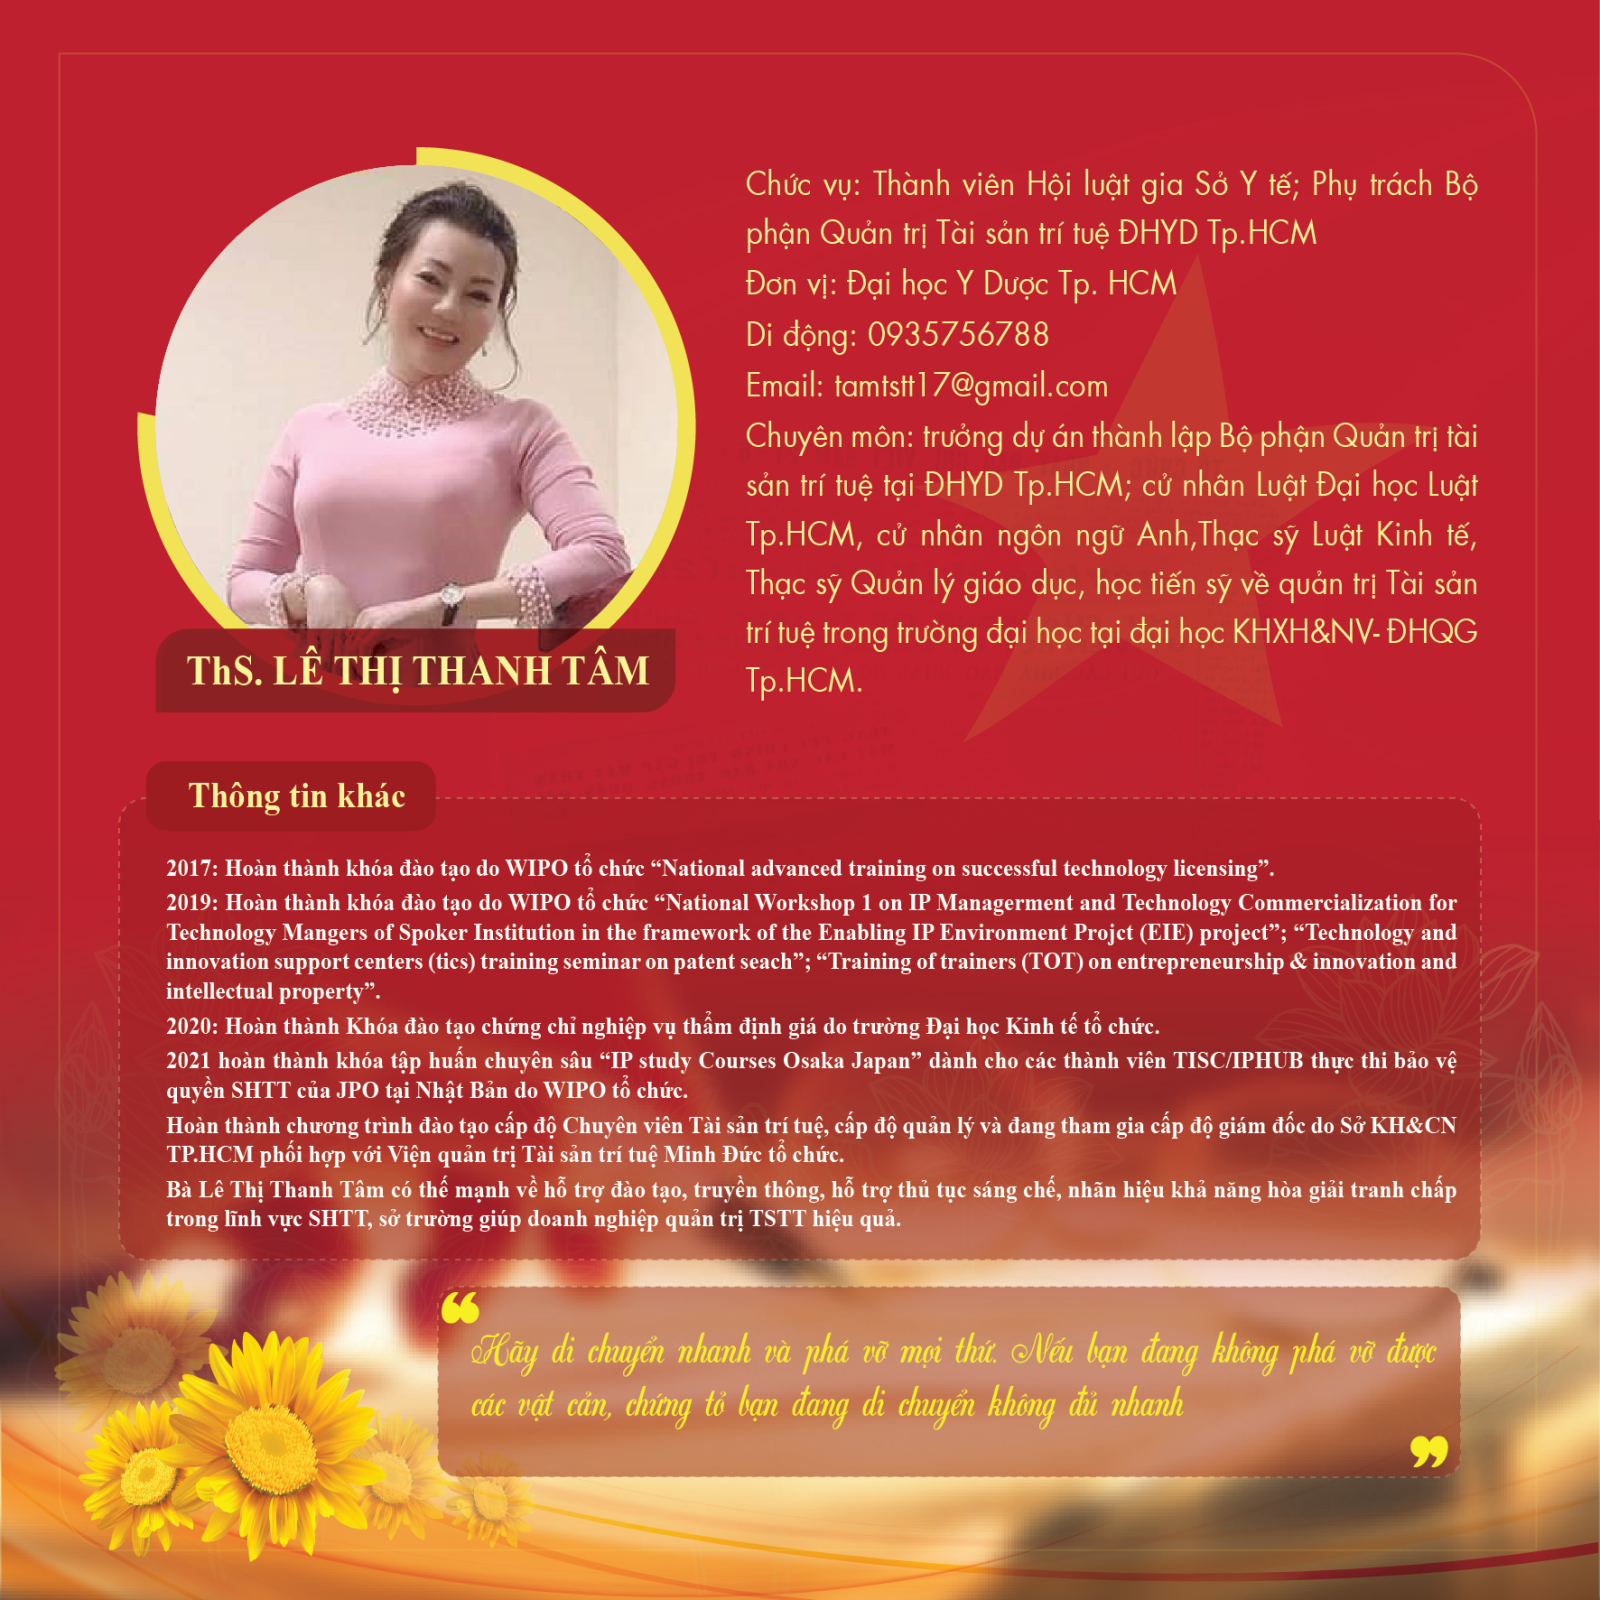 Chức vụ: Thành viên Hội luật gia Sở Y tế; Phụ trách Bộ
phận Quản trị Tài sản trí tuệ ĐHYD Tp.HCM
Đơn vị: Đại học Y Dược Tp. HCM
Di động: 0935756788
Email: tamtstt17@gmail.com
Chuyên môn: trưởng dự án thành lập Bộ phận Quản trị tài
sản trí tuệ tại ĐHYD Tp.HCM; cử nhân Luật Đại học Luật
Tp.HCM, cử nhân ngôn ngữ Anh,Thạc sỹ Luật Kinh tế,
Thạc sỹ Quản lý giáo dục, học tiến sỹ về quản trị Tài sản
trí tuệ trong trường đại học tại đại học KHXH&NV- ĐHQG
Tp.HCM.
ThS. LÊ THỊ THANH TÂM
Thông tin khác
2017: Hoàn thành khóa đào tạo do WIPO tổ chức “National advanced training on successful technology licensing”.
2019: Hoàn thành khóa đào tạo do WIPO tổ chức “National Workshop 1 on IP Managerment and Technology Commercialization for
Technology Mangers of Spoker Institution in the framework of the Enabling IP Environment Projct (EIE) project”; “Technology and
innovation support centers (tics) training seminar on patent seach”; “Training of trainers (TOT) on entrepreneurship & innovation and
intellectual property”.
2020: Hoàn thành Khóa đào tạo chứng chỉ nghiệp vụ thẩm định giá do trường Đại học Kinh tế tổ chức.
2021 hoàn thành khóa tập huấn chuyên sâu “IP study Courses Osaka Japan” dành cho các thành viên TISC/IPHUB thực thi bảo vệ
quyền SHTT của JPO tại Nhật Bản do WIPO tổ chức.
Hoàn thành chương trình đào tạo cấp độ Chuyên viên Tài sản trí tuệ, cấp độ quản lý và đang tham gia cấp độ giám đốc do Sở KH&CN
TP.HCM phối hợp với Viện quản trị Tài sản trí tuệ Minh Đức tổ chức.
Bà Lê Thị Thanh Tâm có thế mạnh về hỗ trợ đào tạo, truyền thông, hỗ trợ thủ tục sáng chế, nhãn hiệu khả năng hòa giải tranh chấp
trong lĩnh vực SHTT, sở trường giúp doanh nghiệp quản trị TSTT hiệu quả.
“Hãy di chuyển nhanh và phá vỡ mọi thứ. Nếu bạn đang không phá vỡ được
các vật cản, chứng tỏ bạn đang di chuyển không đủ nhanh”